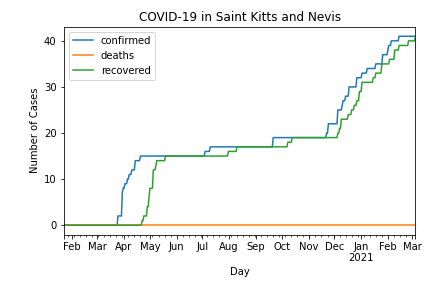 COVID-19 in Saint Kitts and Nevis
confirmed
deaths
recovered
Number of Cases
40
30
20
10
0
Feb Mar Apr May Jun Jul Aug Sep Oct Nov Dec Jan Feb Mar
2021
Day